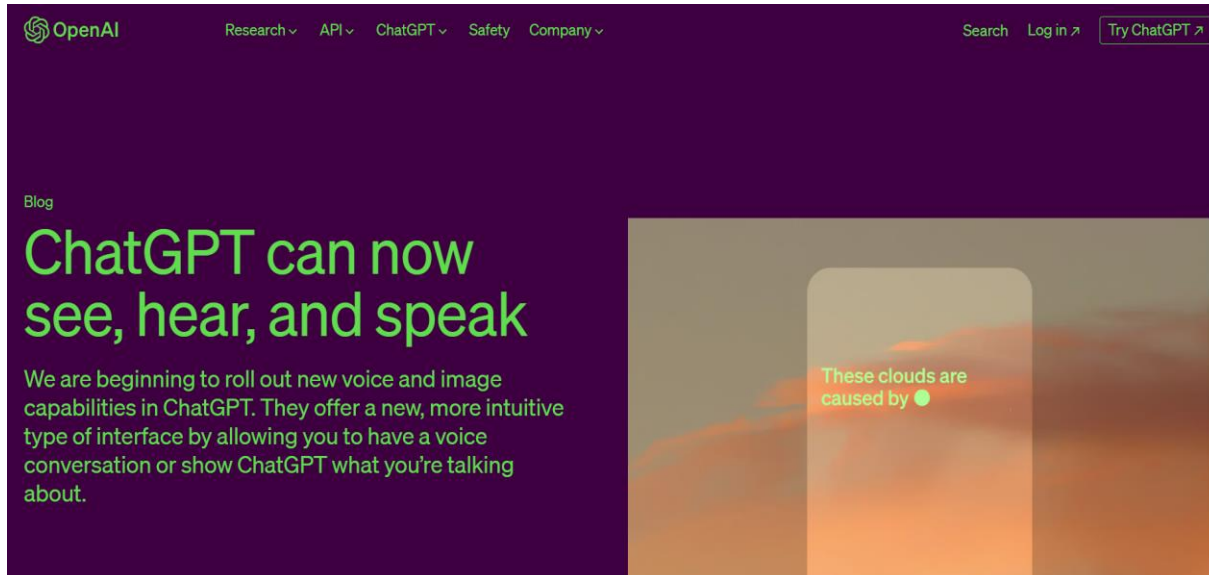 OpenAI
Research API ChatGPT Safety Company
Search Log in ↗ Try ChatGPT ↗
Blog
ChatGPT can now
see, hear, and speak
We are beginning to roll out new voice and image
capabilities in ChatGPT. They offer a new, more intuitive
type of interface by allowing you to have a voice
conversation or show ChatGPT what you’re talking
about.
These clouds are
caused by